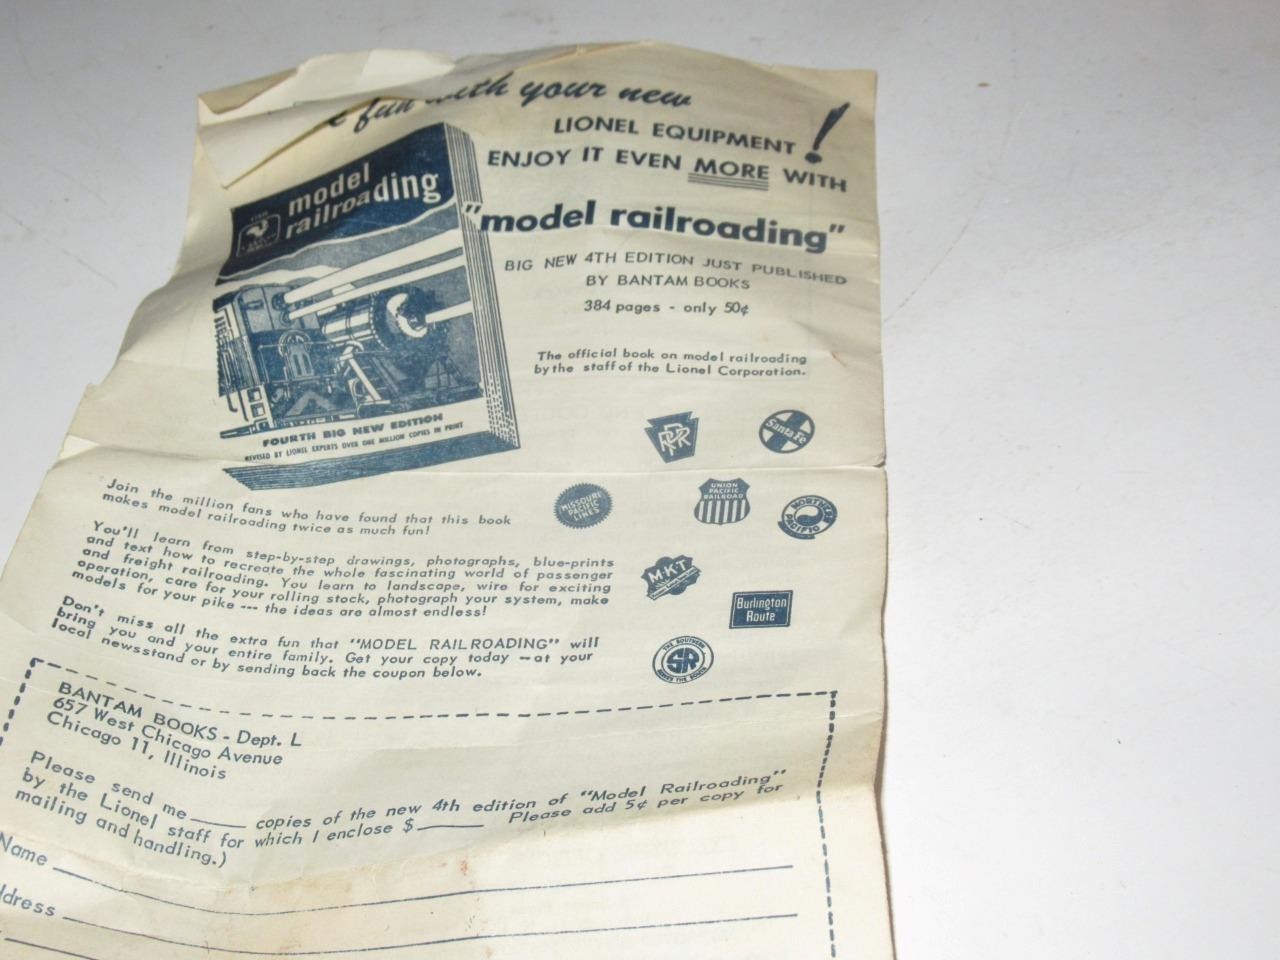 fun with your new
LIONEL EQUIPMENT!
ENJOY IT EVEN MORE WITH
"model railroading"
BIG NEW 4TH EDITION JUST PUBLISHED
BY BANTAM BOOKS
384 pages - only 50¢
The official book on model railroading
by the staff of the Lionel Corporation.
model
railroading
FOURTH BIG NEW EDITION
REVISED BY LIONEL EXPERTS OVER ONE MILLION COPIES IN PRINT
PRR
Santa Fe
MISSOURI
PACIFIC
LINES
UNION
PACIFIC
RAILROAD
NORTHERN
PACIFIC
M-K-T
Burlington
Route
THE SOUTHERN
SR
SERVES THE SOUTH
Join the million fans who have found that this book
makes model railroading twice as much fun!
You'll learn from step-by-step drawings, photographs, blue-prints
and text how to recreate the whole fascinating world of passenger
and freight railroading. You learn to landscape, wire for exciting
operation, care for your rolling stock, photograph your system, make
models for your pike --- the ideas are almost endless!
Don't miss all the extra fun that "MODEL RAILROADING" will
bring you and your entire family. Get your copy today -- at your
local newsstand or by sending back the coupon below.
BANTAM BOOKS - Dept. L
657 West Chicago Avenue
Chicago 11, Illinois
Please send me_____ copies of the new 4th edition of "Model Railroading"
by the Lionel staff for which I enclose $_____ Please add 5¢ per copy for
mailing and handling.)
Name
ddress